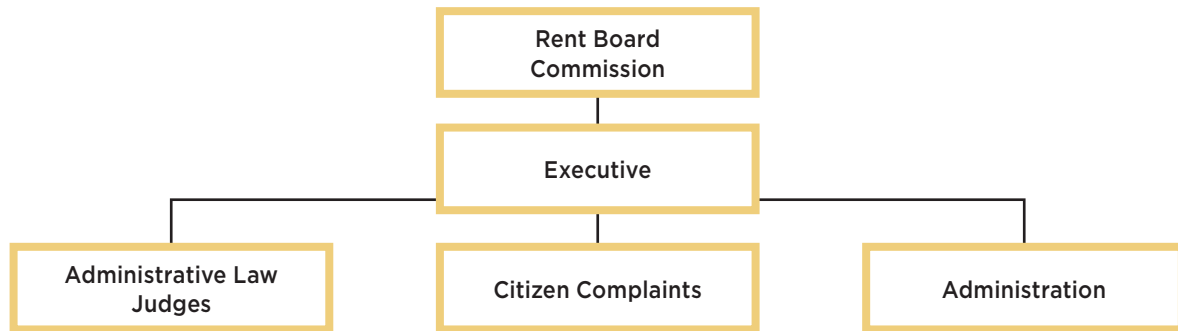 Rent Board
Commission
Executive
Administrative Law
Judges
Citizen Complaints
Administration